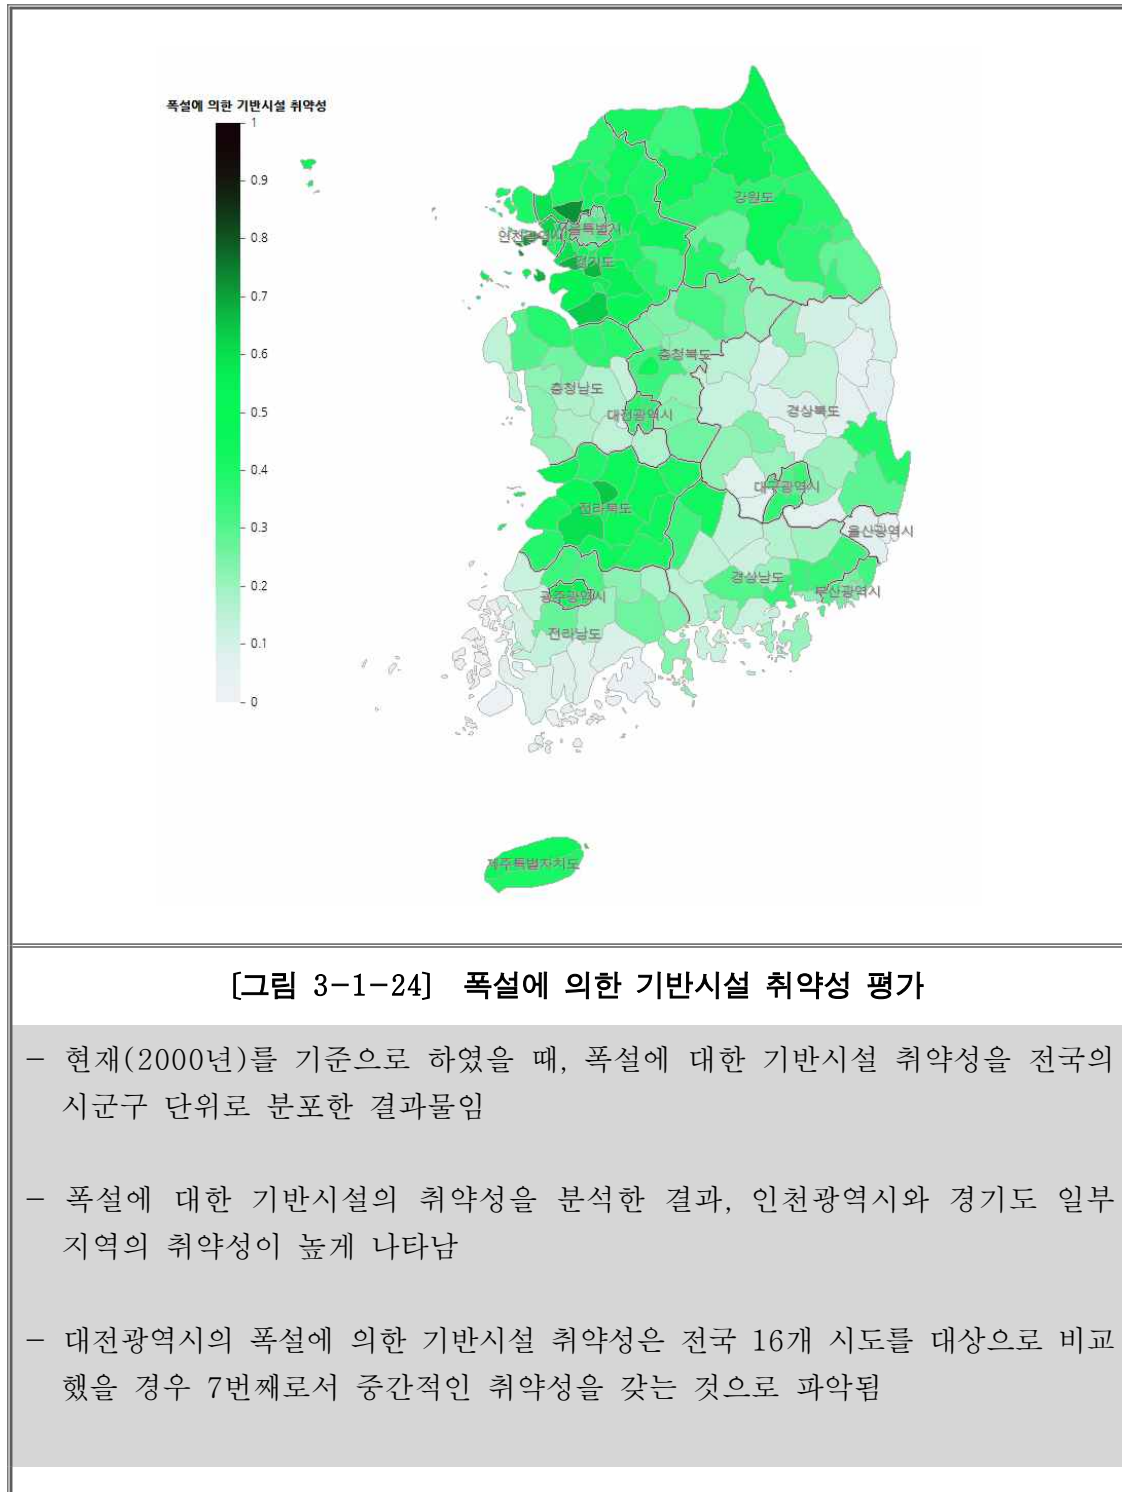 폭설에 의한 기반시설 취약성
1
0.9
0.8
0.7
0.6
0.5
0.4
0.3
0.2
0.1
0
강원도
인천광역시
서울특별시
경기도
충청북도
충청남도
대전광역시
경상북도
대구광역시
전라북도
울산광역시
경상남도
부산광역시
광주광역시
전라남도
제주특별자치도
[그림 3-1-24] 폭설에 의한 기반시설 취약성 평가
- 현재(2000년)를 기준으로 하였을 때, 폭설에 대한 기반시설 취약성을 전국의
시군구 단위로 분포한 결과물임
- 폭설에 대한 기반시설의 취약성을 분석한 결과, 인천광역시와 경기도 일부
지역의 취약성이 높게 나타남
- 대전광역시의 폭설에 의한 기반시설 취약성은 전국 16개 시도를 대상으로 비교
했을 경우 7번째로서 중간적인 취약성을 갖는 것으로 파악됨